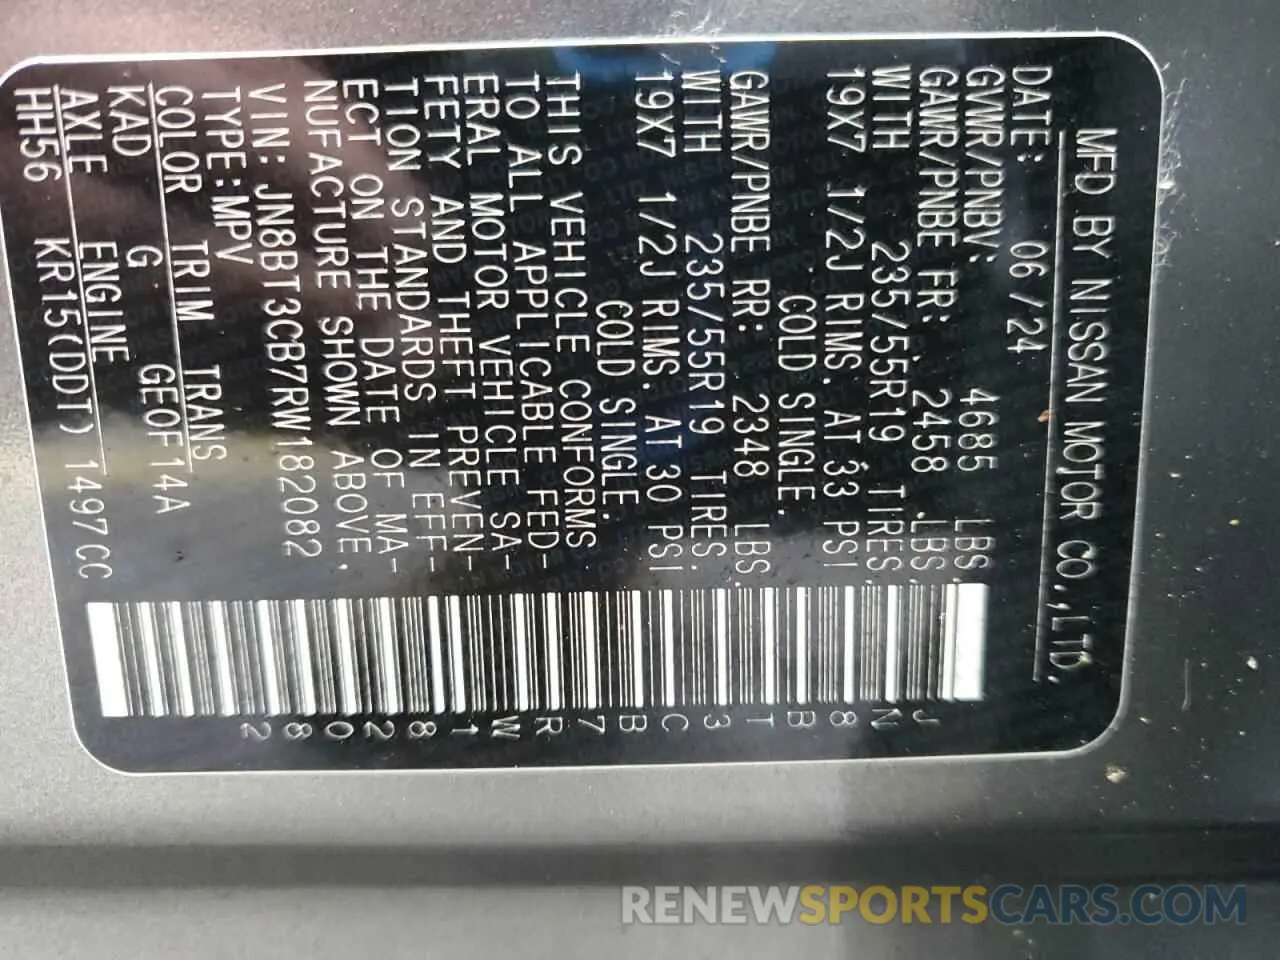 MFD BY NISSAN MOTOR CO.,LTD.
DATE: 06 /24
GVWR/PNBV: 4685 LBS.
GAWR/PNBE FR: 2458 LBS.
WITH 235/55R19 TIRES,
19X7 1/2J RIMS. AT 33 PSI
COLD SINGLE.
GAWR/PNBE RR: 2348 LBS.
WITH 235/55R19 TIRES.
19X7 1/2J RIMS. AT 30 PSI
COLD SINGLE.
THIS VEHICLE CONFORMS
TO ALL APPLICABLE FED-
ERAL MOTOR VEHICLE SA-
FETY AND THEFT PREVEN-
TION STANDARDS IN EFF-
ECT ON THE DATE OF MA-
NUFACTURE SHOWN ABOVE.
VIN: JN8BT3CB7RW182082
TYPE:MPV
COLOR TRIM TRANS
KAD G GEOF14A
AXLE ENGINE
HH56 KR15(DDT) 1497CC
JN8BT3CB7RW182082
RENEWSPORTSCARS.COM